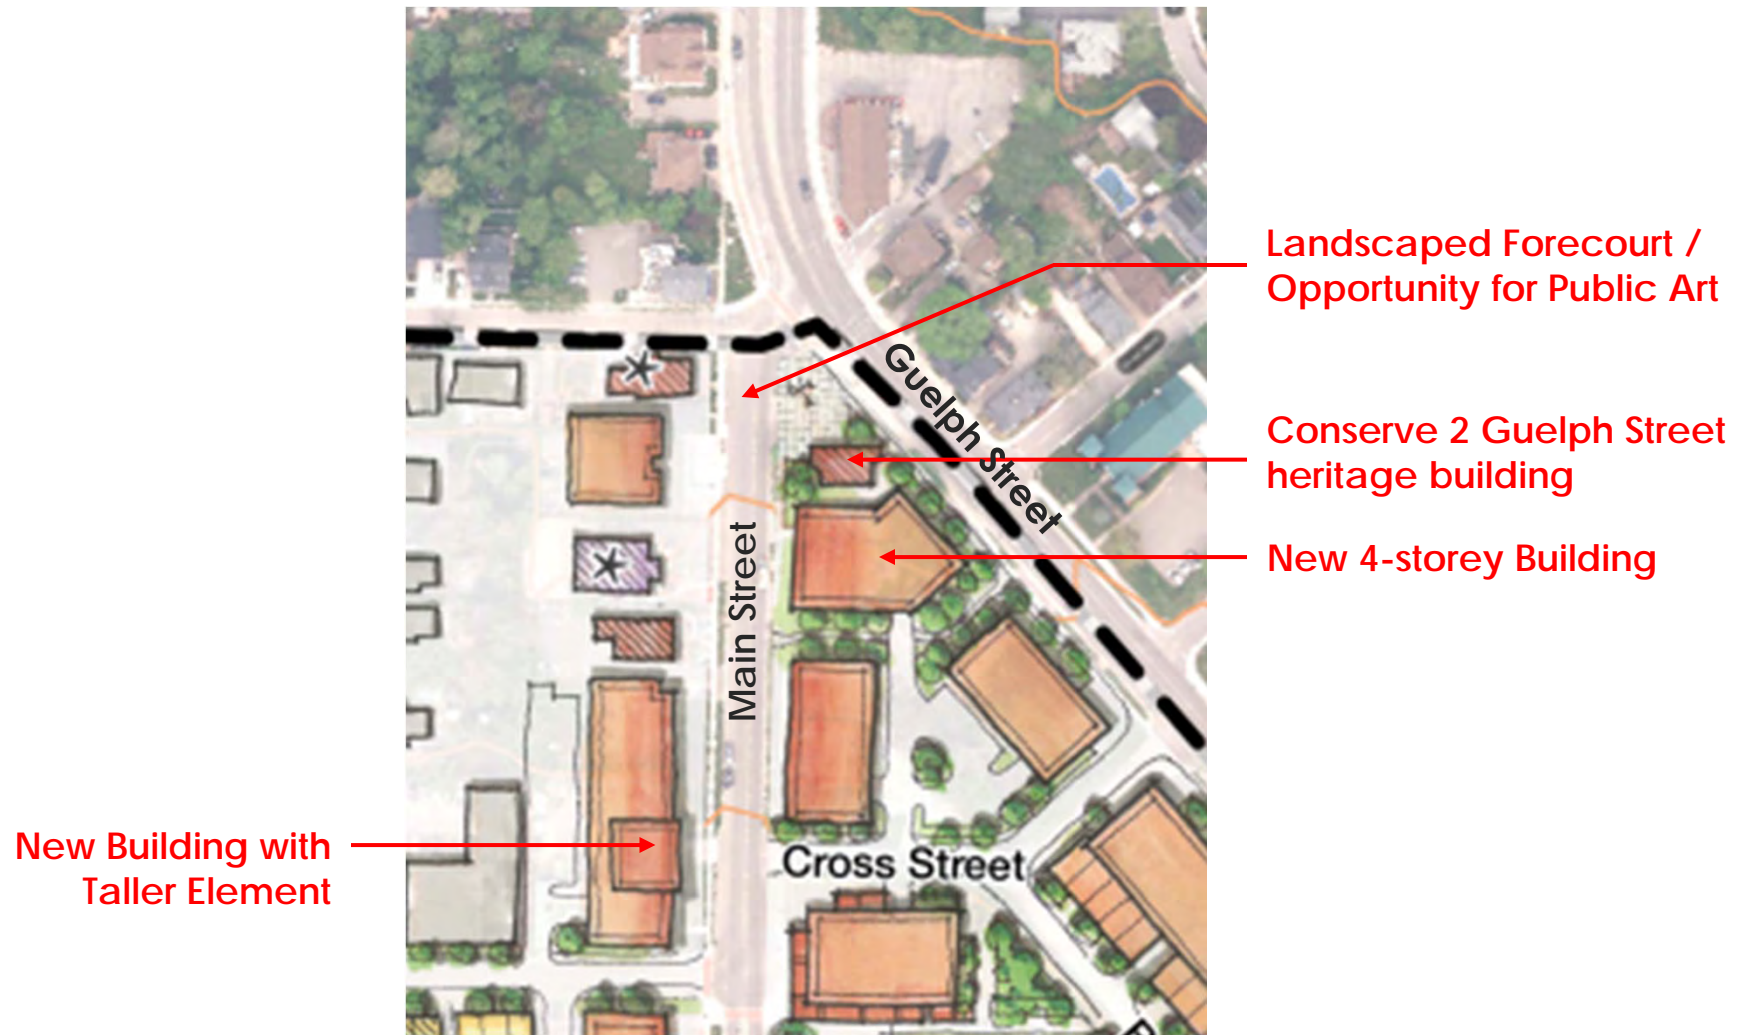 Landscaped Forecourt /
Opportunity for Public Art
Guelph Street
Conserve 2 Guelph Street
heritage building
New 4-storey Building
Main Street
New Building with
Taller Element
Cross Street